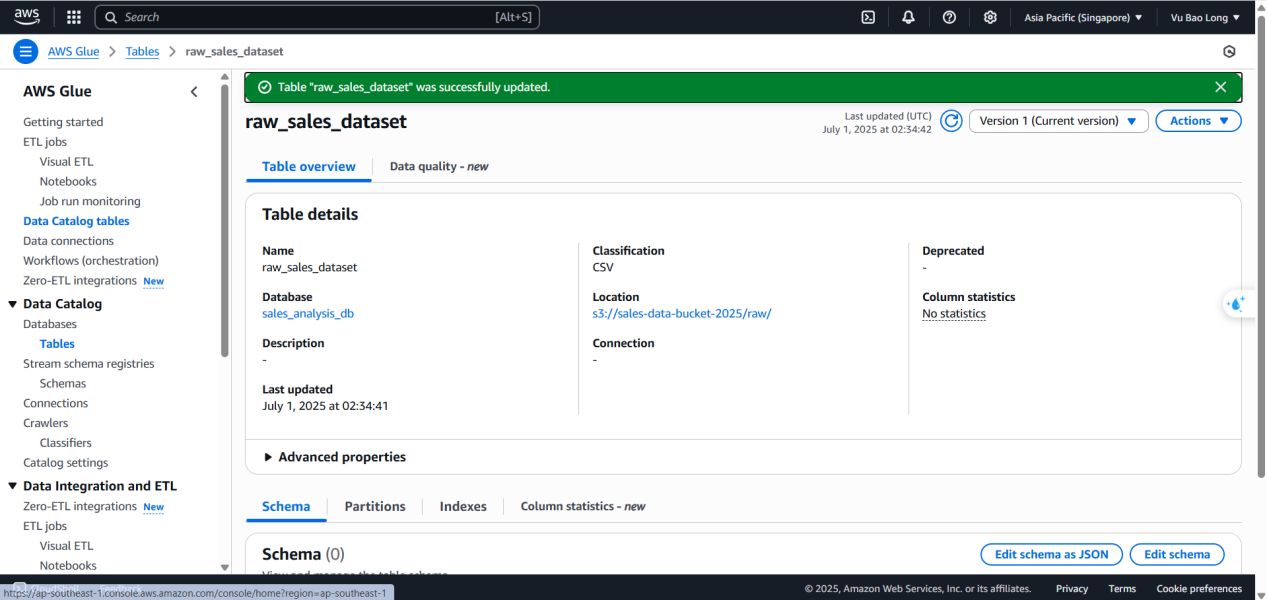 aws
Search
[Alt+S]
Asia Pacific (Singapore)
Vu Bao Long
AWS Glue
Tables
raw_sales_dataset
AWS Glue
Getting started
ETL jobs
Visual ETL
Notebooks
Job run monitoring
Data Catalog tables
Data connections
Workflows (orchestration)
Zero-ETL integrations New
Data Catalog
Databases
Tables
Stream schema registries
Schemas
Connections
Crawlers
Classifiers
Catalog settings
Data Integration and ETL
Zero-ETL integrations New
ETL jobs
Visual ETL
Notebooks
Table "raw_sales_dataset" was successfully updated.
raw_sales_dataset
Last updated (UTC)
July 1, 2025 at 02:34:42
Version 1 (Current version)
Actions
Table overview
Data quality - new
Table details
Name
raw_sales_dataset
Database
sales_analysis_db
Description
-
Last updated
July 1, 2025 at 02:34:41
Classification
CSV
Location
s3://sales-data-bucket-2025/raw/
Connection
-
Deprecated
-
Column statistics
No statistics
Advanced properties
Schema
Partitions
Indexes
Column statistics - new
Schema (0)
Edit schema as JSON
Edit schema
View and manage the table schema.
CloudShell
Feedback
https://ap-southeast-1.console.aws.amazon.com/console/home?region=ap-southeast-1
© 2025, Amazon Web Services, Inc. or its affiliates.
Privacy
Terms
Cookie preferences